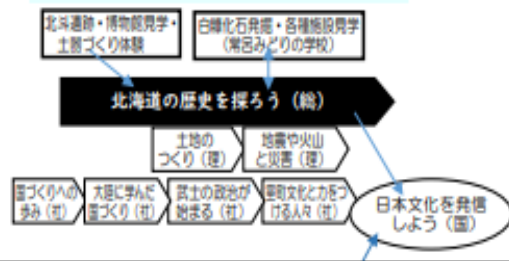 北斗遺跡・博物館見学・
土器づくり体験
白糠化石発掘・各種施設見学
(常呂みどりの学校)
北海道の歴史を探ろう(総)
土地の
つくり(理)
地震や火山
と災害(理)
国づくりへの
歩み(社)
大陸に学んだ
国づくり(社)
武士の政治が
始まる(社)
室町文化と力をつ
ける人々(社)
日本文化を発信
しよう(国)